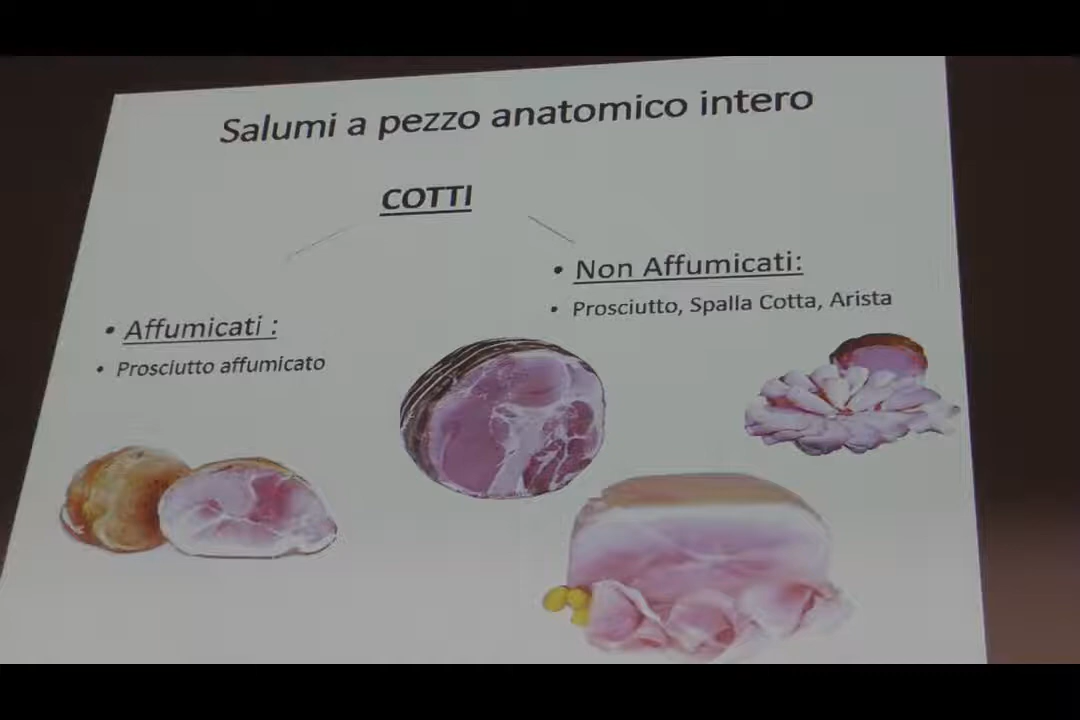 Salumi a pezzo anatomico intero
COTTI
• Affumicati :
• Prosciutto affumicato
• Non Affumicati:
• Prosciutto, Spalla Cotta, Arista